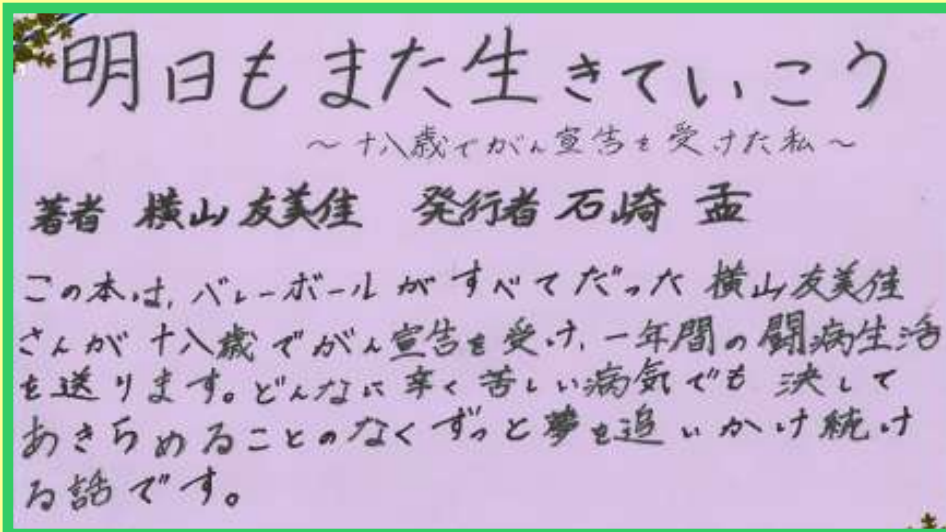 明日もまた生きていこう
～十八歳でがん宣告を受けた私～
著者 横山友美佳 発行者 石崎 孟
この本は、バレーボールがすべてだった横山友美佳
さんが十八歳でがん宣告を受け、一年間の闘病生活
を送ります。どんなに辛く苦しい病気でも決して
あきらめることのなくずっと夢を追いかけ続け
る話です。